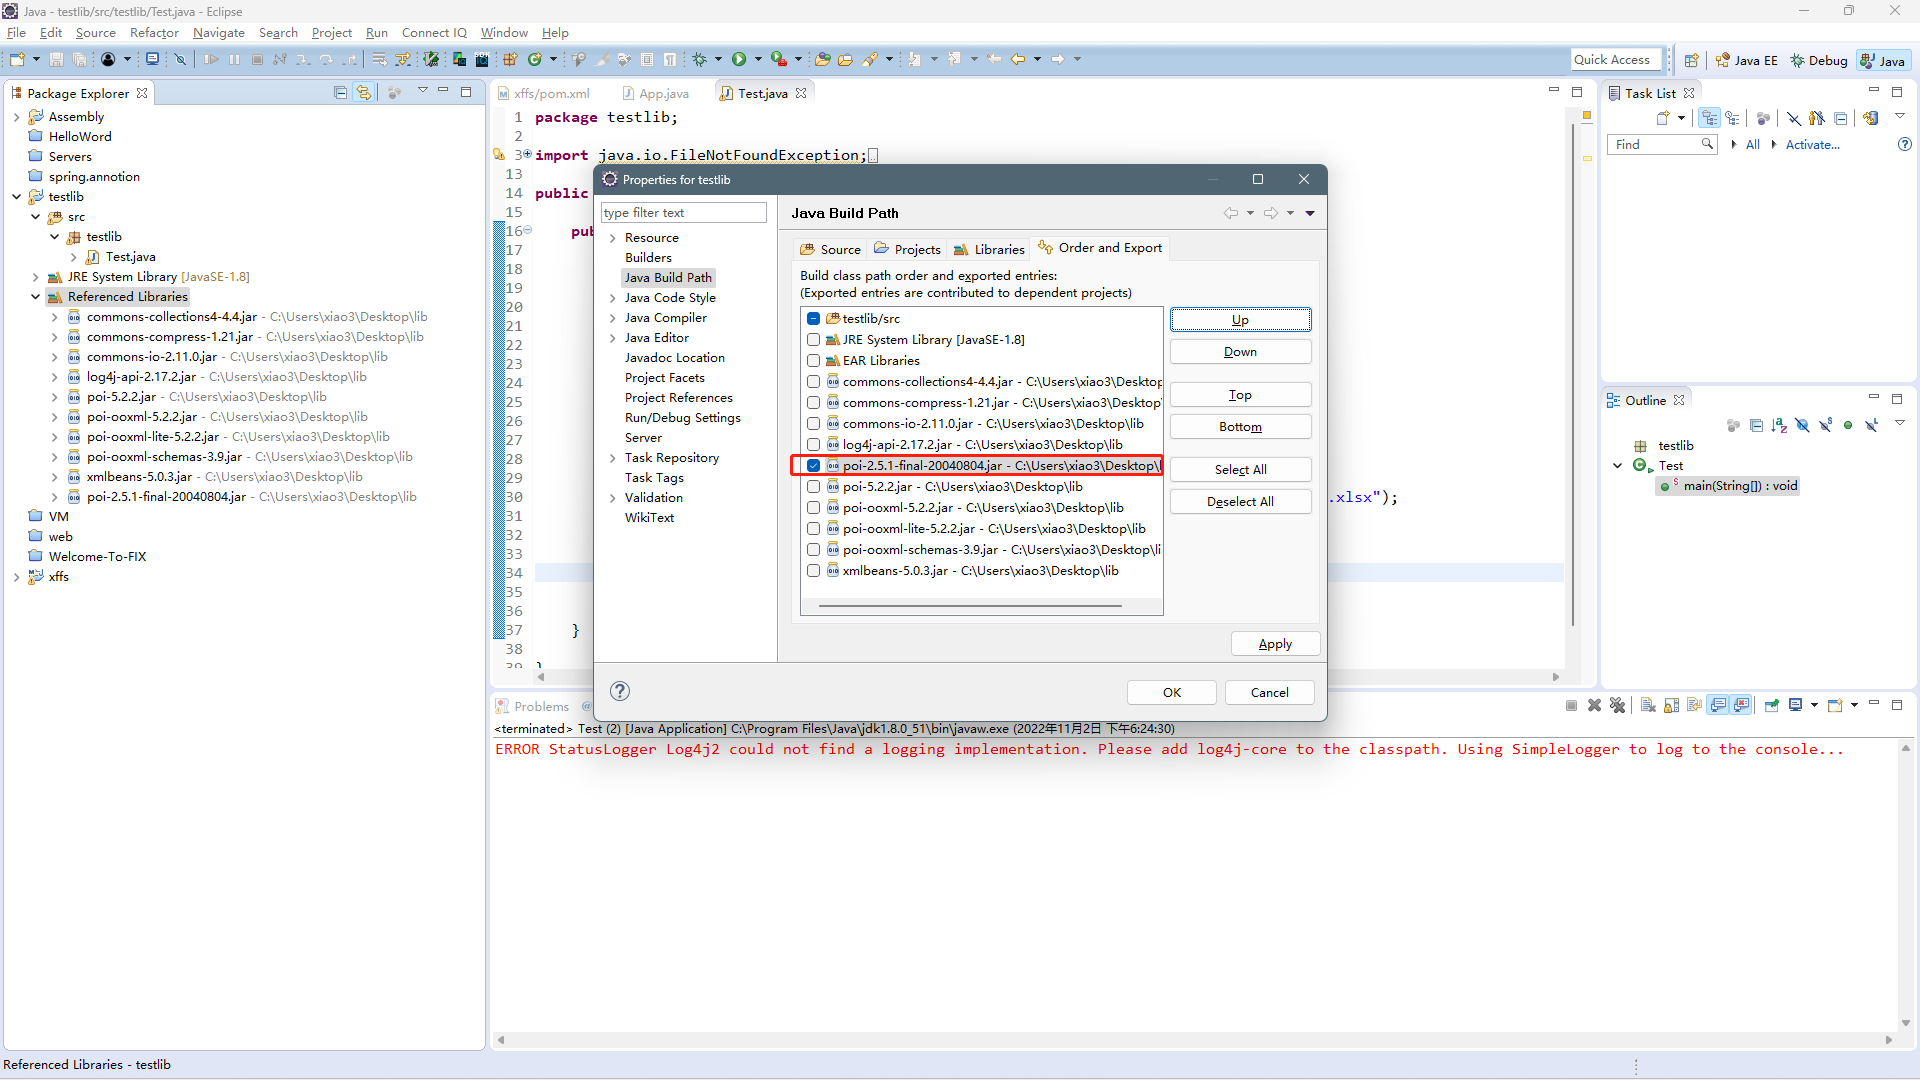 Java - testlib/src/testlib/Test.java - Eclipse
File Edit Source Refactor Navigate Search Project Run Connect IQ Window Help
Quick Access Java EE Debug Java
Package Explorer
Assembly
HelloWord
Servers
spring.annotion
testlib
src
testlib
Test.java
JRE System Library [JavaSE-1.8]
Referenced Libraries
commons-collections4-4.4.jar - C:\Users\xiao3\Desktop\lib
commons-compress-1.21.jar - C:\Users\xiao3\Desktop\lib
commons-io-2.11.0.jar - C:\Users\xiao3\Desktop\lib
log4j-api-2.17.2.jar - C:\Users\xiao3\Desktop\lib
poi-5.2.2.jar - C:\Users\xiao3\Desktop\lib
poi-ooxml-5.2.2.jar - C:\Users\xiao3\Desktop\lib
poi-ooxml-lite-5.2.2.jar - C:\Users\xiao3\Desktop\lib
poi-ooxml-schemas-3.9.jar - C:\Users\xiao3\Desktop\lib
xmlbeans-5.0.3.jar - C:\Users\xiao3\Desktop\lib
poi-2.5.1-final-20040804.jar - C:\Users\xiao3\Desktop\lib
VM
web
Welcome-To-FIX
xffs
xffs/pom.xml App.java Test.java
1 package testlib;
2
3 import java.io.FileNotFoundException;
13
14 public
15
16 pub
17
18
19
20
21
22
23
24
25
26
27
28
29
30 .xlsx");
31
32
33
34
35
36
37 }
38
39 }
Properties for testlib
type filter text
Resource
Builders
Java Build Path
Java Code Style
Java Compiler
Java Editor
Javadoc Location
Project Facets
Project References
Run/Debug Settings
Server
Task Repository
Task Tags
Validation
WikiText
Java Build Path
Source Projects Libraries Order and Export
Build class path order and exported entries:
(Exported entries are contributed to dependent projects)
testlib/src
JRE System Library [JavaSE-1.8]
EAR Libraries
commons-collections4-4.4.jar - C:\Users\xiao3\Desktop
commons-compress-1.21.jar - C:\Users\xiao3\Desktop\
commons-io-2.11.0.jar - C:\Users\xiao3\Desktop\lib
log4j-api-2.17.2.jar - C:\Users\xiao3\Desktop\lib
poi-2.5.1-final-20040804.jar - C:\Users\xiao3\Desktop\l
poi-5.2.2.jar - C:\Users\xiao3\Desktop\lib
poi-ooxml-5.2.2.jar - C:\Users\xiao3\Desktop\lib
poi-ooxml-lite-5.2.2.jar - C:\Users\xiao3\Desktop\lib
poi-ooxml-schemas-3.9.jar - C:\Users\xiao3\Desktop\li
xmlbeans-5.0.3.jar - C:\Users\xiao3\Desktop\lib
Up
Down
Top
Bottom
Select All
Deselect All
Apply
OK Cancel
Task List
Find All Activate...
Outline
testlib
Test
main(String[]) : void
Problems @
<terminated> Test (2) [Java Application] C:\Program Files\Java\jdk1.8.0_51\bin\javaw.exe (2022年11月2日 下午6:24:30)
ERROR StatusLogger Log4j2 could not find a logging implementation. Please add log4j-core to the classpath. Using SimpleLogger to log to the console...
Referenced Libraries - testlib